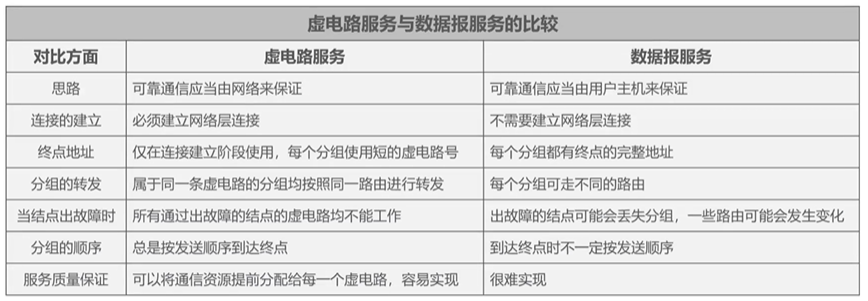 虚电路服务与数据报服务的比较
对比方面 虚电路服务 数据报服务
思路 可靠通信应当由网络来保证 可靠通信应当由用户主机来保证
连接的建立 必须建立网络层连接 不需要建立网络层连接
终点地址 仅在连接建立阶段使用，每个分组使用短的虚电路号 每个分组都有终点的完整地址
分组的转发 属于同一条虚电路的分组均按照同一路由进行转发 每个分组可走不同的路由
当结点出故障时 所有通过出故障的结点的虚电路均不能工作 出故障的结点可能会丢失分组，一些路由可能会发生变化
分组的顺序 总是按发送顺序到达终点 到达终点时不一定按发送顺序
服务质量保证 可以将通信资源提前分配给每一个虚电路，容易实现 很难实现